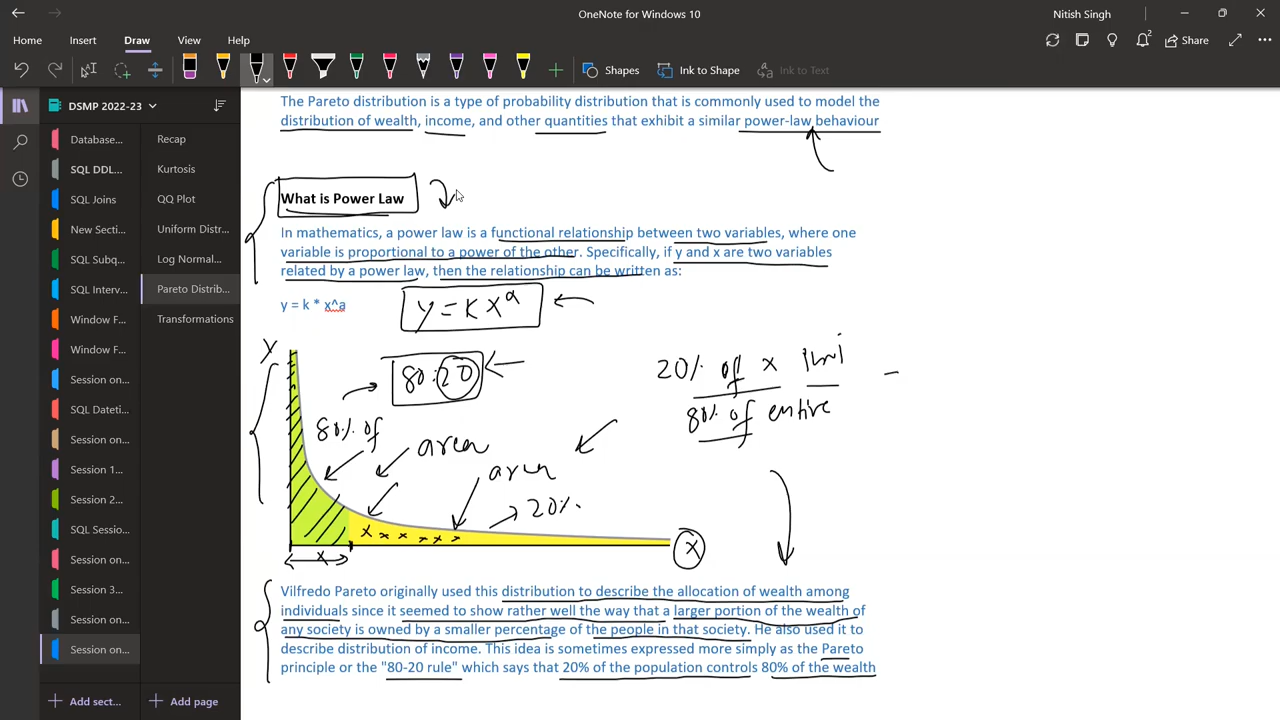 OneNote for Windows 10
Nitish Singh
Home Insert Draw View Help
Share
Shapes
Ink to Shape
Ink to Text
DSMP 2022-23
Database...
SQL DDL...
SQL Joins
New Secti...
SQL Subq...
SQL Interv...
Window F...
Window F...
Session on...
SQL Dateti...
Session on...
Session 1...
Session 2...
SQL Sessio...
Session on...
Session 3...
Session on...
Session on...
Add sect...
Recap
Kurtosis
QQ Plot
Uniform Distr...
Log Normal...
Pareto Distrib...
Transformations
Add page
The Pareto distribution is a type of probability distribution that is commonly used to model the
distribution of wealth, income, and other quantities that exhibit a similar power-law behaviour
What is Power Law
In mathematics, a power law is a functional relationship between two variables, where one
variable is proportional to a power of the other. Specifically, if y and x are two variables
related by a power law, then the relationship can be written as:
y = k * x^a
y = k x^a
Y
80:20
80% of
area
area
20%
x x x x x x
x
X
20% of x
80% of entire
Vilfredo Pareto originally used this distribution to describe the allocation of wealth among
individuals since it seemed to show rather well the way that a larger portion of the wealth of
any society is owned by a smaller percentage of the people in that society. He also used it to
describe distribution of income. This idea is sometimes expressed more simply as the Pareto
principle or the "80-20 rule" which says that 20% of the population controls 80% of the wealth